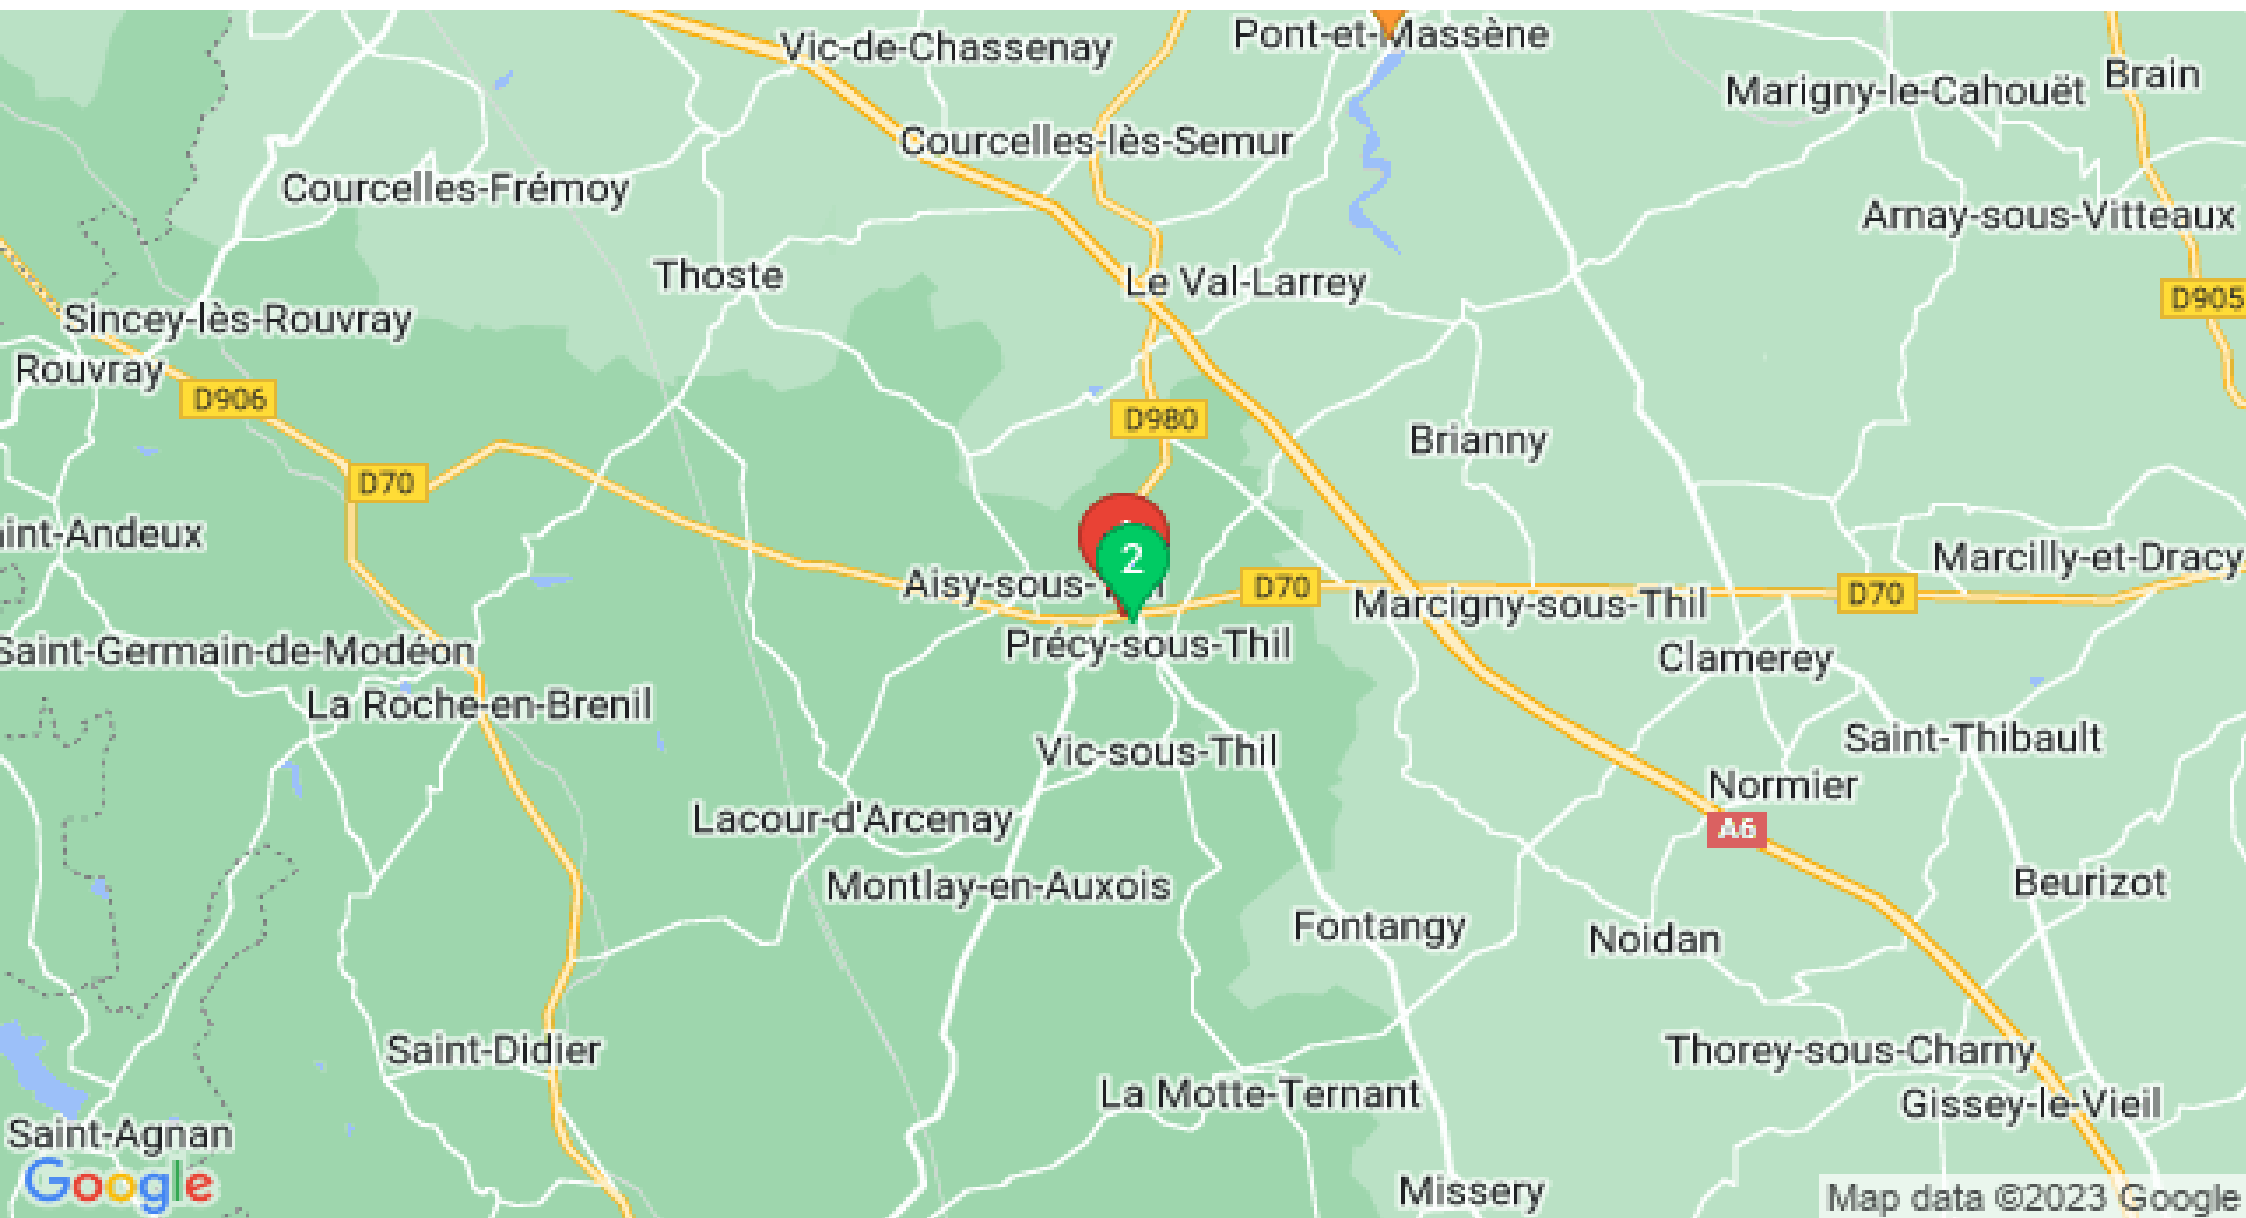 Pont-et-Massène
Vic-de-Chassenay
Brain
Marigny-le-Cahouët
Courcelles-lès-Semur
Courcelles-Frémoy
Arnay-sous-Vitteaux
Thoste
Le Val-Larrey
D905
Sincey-lès-Rouvray
Rouvray
D906
D980
Brianny
D70
int-Andeux
2
Marcilly-et-Dracy
Aisy-sous-
D70
D70
Marcigny-sous-Thil
Précy-sous-Thil
Saint-Germain-de-Modéon
Clamerey
La Roche-en-Brenil
Saint-Thibault
Vic-sous-Thil
Normier
Lacour-d'Arcenay
A6
Beurizot
Montlay-en-Auxois
Fontangy
Noidan
Saint-Didier
Thorey-sous-Charny
La Motte-Ternant
Gissey-le-Vieil
Saint-Agnan
Google
Missery
Map data ©2023 Google